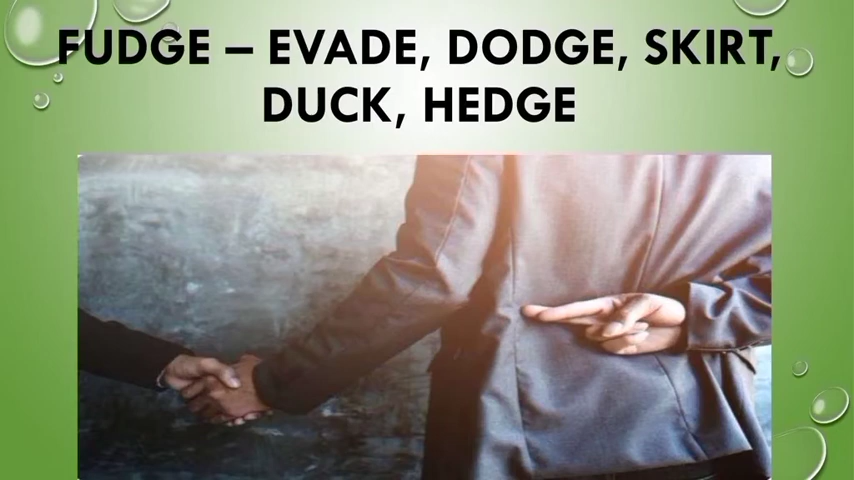 FUDGE – EVADE, DODGE, SKIRT,
DUCK, HEDGE